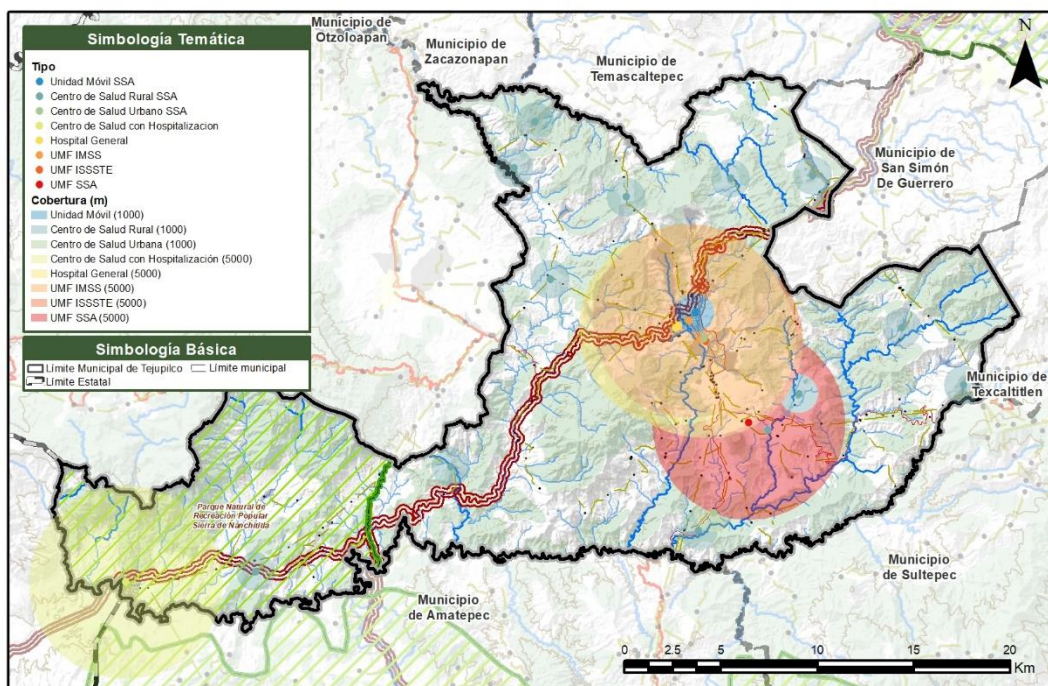 Simbología Temática
Tipo
Unidad Móvil SSA
Centro de Salud Rural SSA
Centro de Salud Urbano SSA
Centro de Salud con Hospitalizacion
Hospital General
UMF IMSS
UMF ISSSTE
UMF SSA
Cobertura (m)
Unidad Móvil (1000)
Centro de Salud Rural (1000)
Centro de Salud Urbana (1000)
Centro de Salud con Hospitalización (5000)
Hospital General (5000)
UMF IMSS (5000)
UMF ISSSTE (5000)
UMF SSA (5000)
Simbología Básica
Límite Municipal de Tejupilco
Límite municipal
Límite Estatal
Municipio de
Otzoloapan
Municipio de
Zacazonapan
Municipio de
Temascaltepec
N
Municipio de
San Simón
De Guerrero
Municipio de
Texcaltitlen
Parque Natural de
Recreación Popular
Sierra de Nanchititla
Municipio
de Amatepec
Municipio
de Sultepec
0 2.5 5 10 15 20
Km